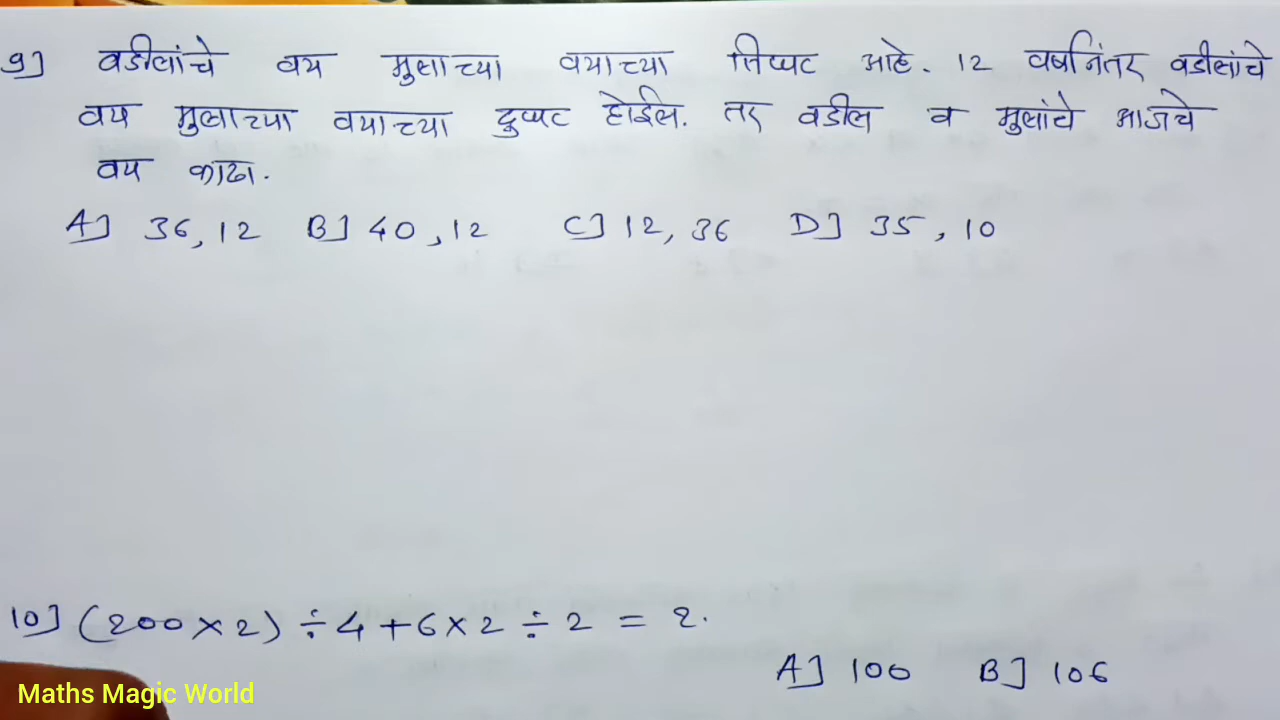 9] वडीलांचे वय मुलाच्या वयाच्या तिप्पट आहे. 12 वर्षानंतर वडीलांचे
वय मुलाच्या वयाच्या दुप्पट होईल. तर वडील व मुलांचे आजचे
वय काढा.
A] 36, 12 B] 40, 12 C] 12, 36 D] 35, 10
10] (200 × 2) ÷ 4 + 6 × 2 ÷ 2 = ?.
A] 100 B] 106
Maths Magic World